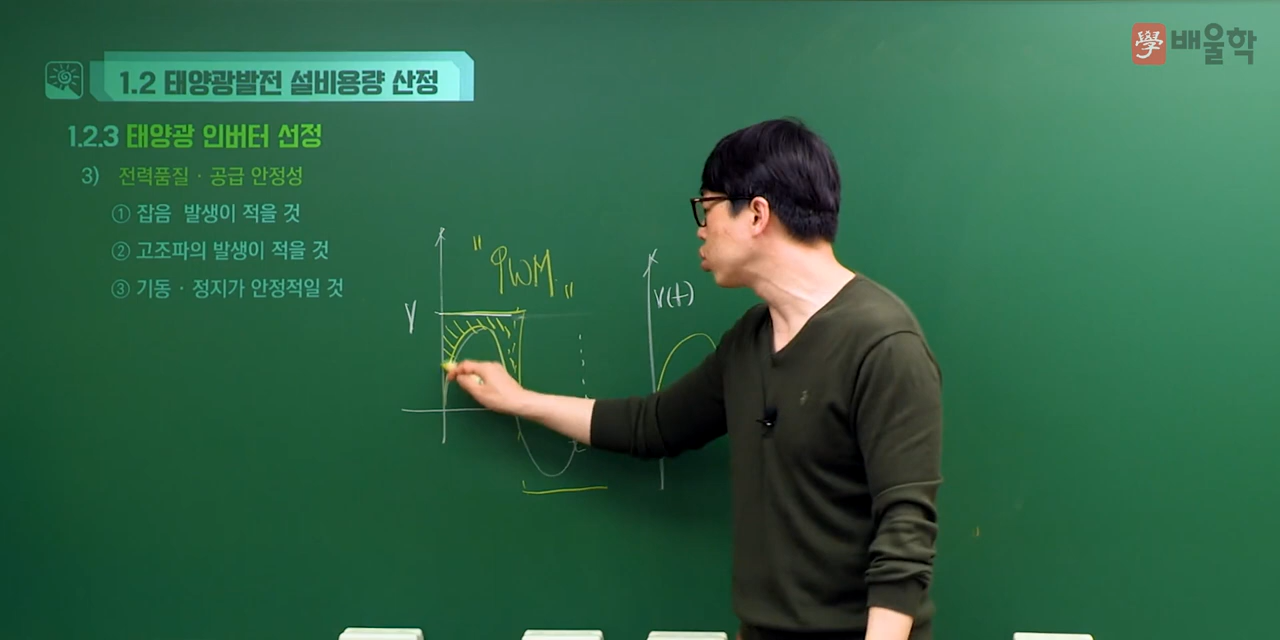 學 배울학
1.2 태양광발전 설비용량 산정
1.2.3 태양광 인버터 선정
3) 전력품질 · 공급 안정성
① 잡음 발생이 적을 것
② 고조파의 발생이 적을 것
③ 기동 · 정지가 안정적일 것
"PWM"
V
V(t)